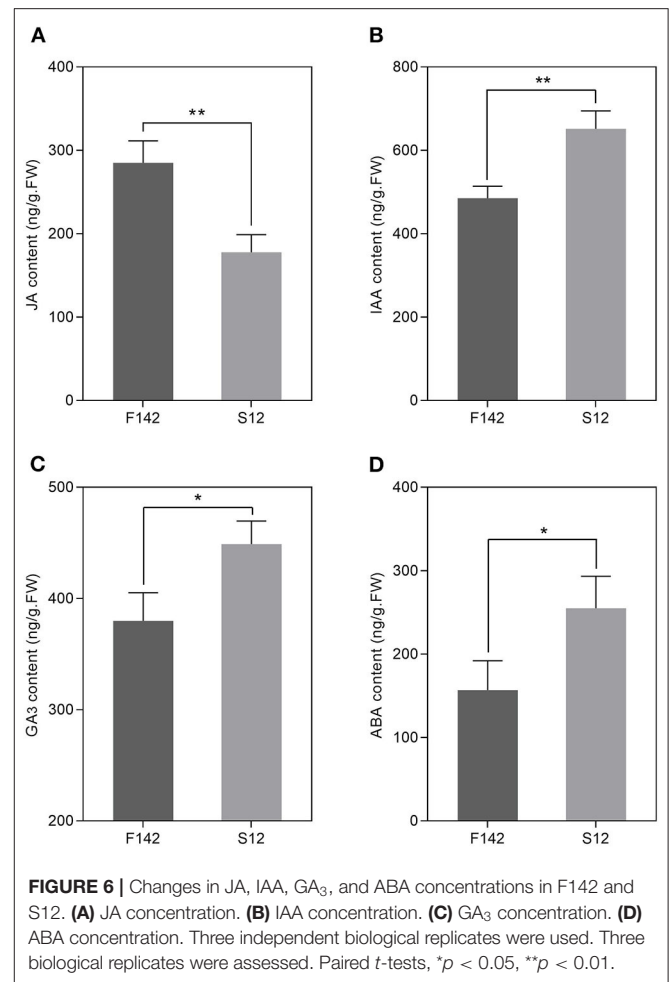 A
JA content (ng/g.FW)
400
300
200
100
0
**
F142 S12
B
IAA content (ng/g.FW)
800
600
400
200
0
**
F142 S12
C
GA3 content (ng/g.FW)
500
400
300
200
*
F142 S12
D
ABA content (ng/g.FW)
400
300
200
100
0
*
F142 S12
FIGURE 6 | Changes in JA, IAA, GA₃, and ABA concentrations in F142 and
S12. (A) JA concentration. (B) IAA concentration. (C) GA₃ concentration. (D)
ABA concentration. Three independent biological replicates were used. Three
biological replicates were assessed. Paired t-tests, *p < 0.05, **p < 0.01.